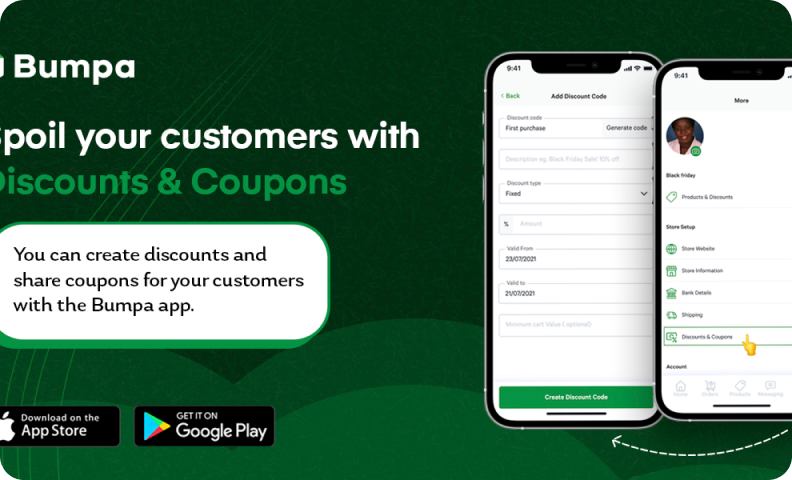 Bumpa
poil your customers with
iscounts & Coupons
You can create discounts and
share coupons for your customers
with the Bumpa app.
Download on the
App Store
GET IT ON
Google Play
9:41
Back
Add Discount Code
Discount code
First purchase
Generate code
Description eg. Black Friday Sale! 10% off
Discount type
Fixed
%
Amount
Valid From
23/07/2021
Valid to
21/07/2021
Minimum cart Value ( optional)
Create Discount Code
9:41
More
Black friday
Products & Discounts
Store Setup
Store Website
Store Information
Bank Details
Shipping
Discounts & Coupons
Account
Home
Orders
Products
Messaging